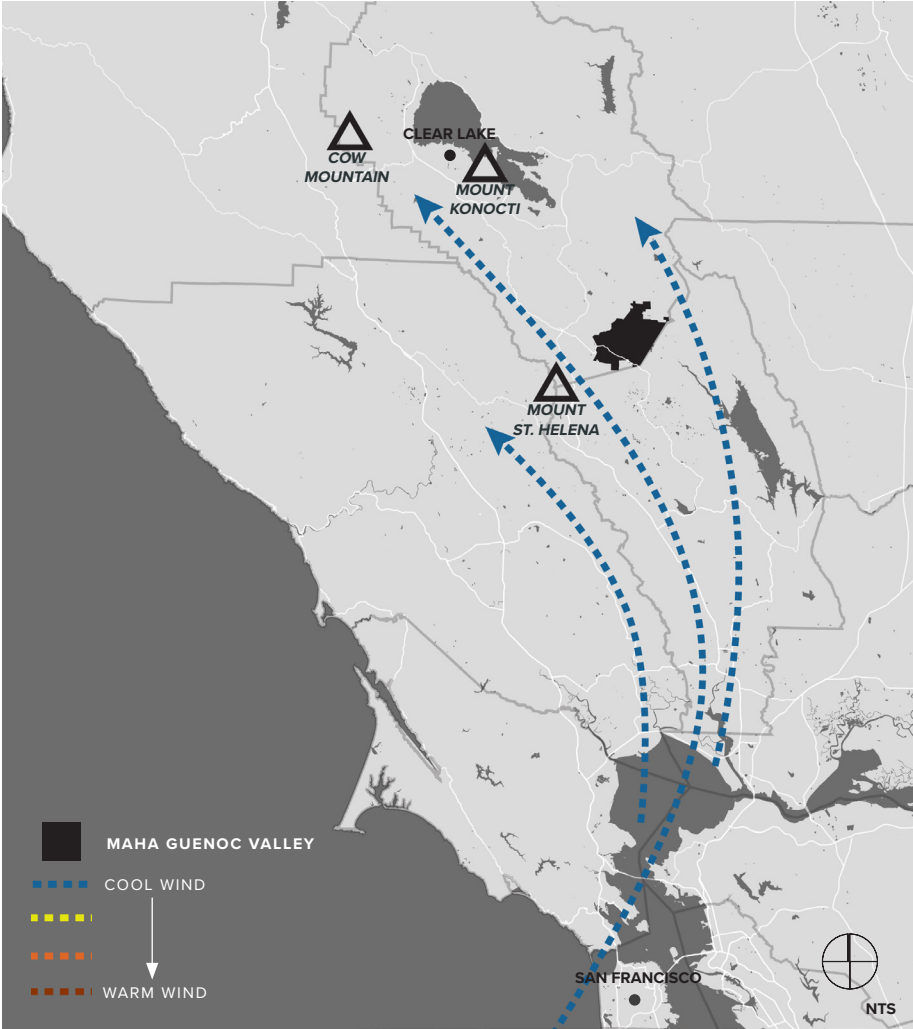 CLEAR LAKE
COW
MOUNTAIN
MOUNT
KONOCTI
MOUNT
ST. HELENA
MAHA GUENOC VALLEY
COOL WIND
WARM WIND
SAN FRANCISCO
NTS